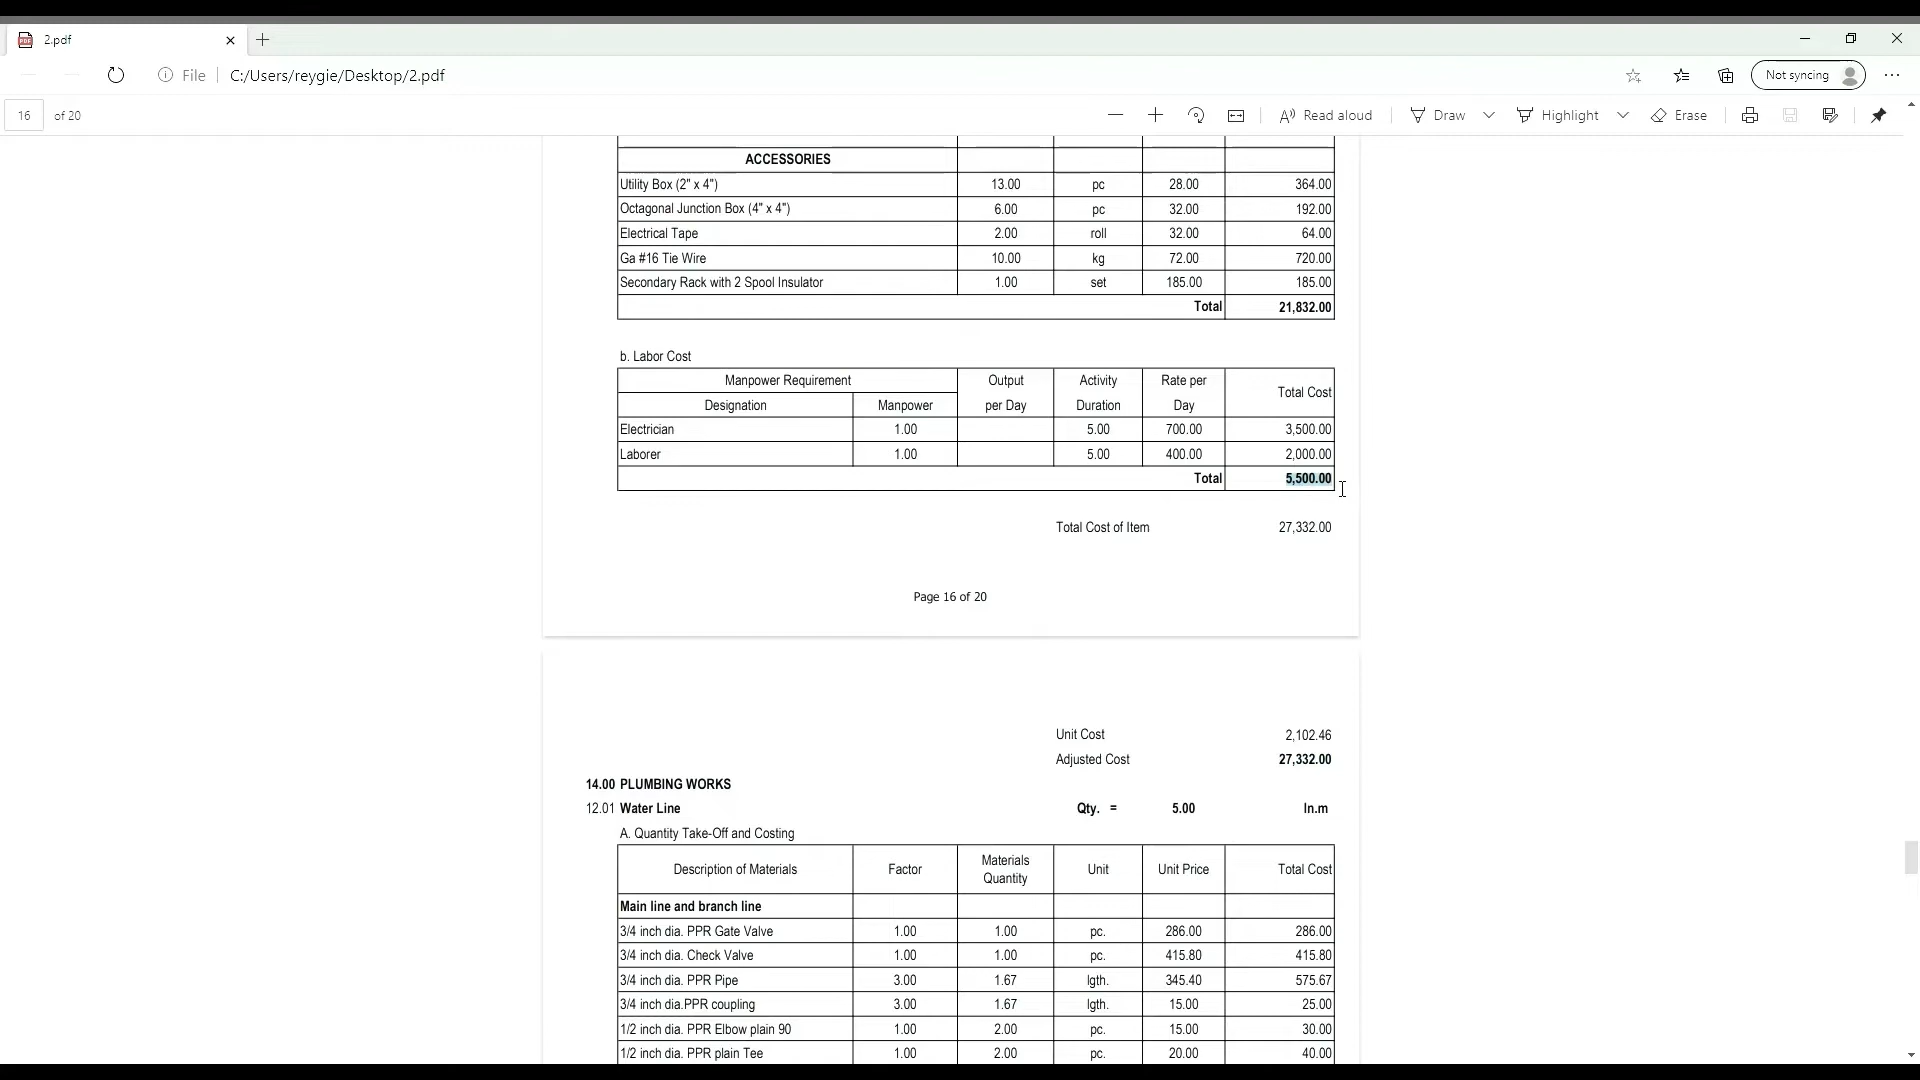 2.pdf
File C:/Users/reygie/Desktop/2.pdf Not syncing
16 of 20 Read aloud Draw Highlight Erase
ACCESSORIES
Utility Box (2" x 4") 13.00 pc 28.00 364.00
Octagonal Junction Box (4" x 4") 6.00 pc 32.00 192.00
Electrical Tape 2.00 roll 32.00 64.00
Ga #16 Tie Wire 10.00 kg 72.00 720.00
Secondary Rack with 2 Spool Insulator 1.00 set 185.00 185.00
Total 21,832.00
b. Labor Cost
Manpower Requirement Output Activity Rate per Total Cost
Designation Manpower per Day Duration Day
Electrician 1.00 5.00 700.00 3,500.00
Laborer 1.00 5.00 400.00 2,000.00
Total 5,500.00
Total Cost of Item 27,332.00
Page 16 of 20
Unit Cost 2,102.46
Adjusted Cost 27,332.00
14.00 PLUMBING WORKS
12.01 Water Line Qty. = 5.00 ln.m
A. Quantity Take-Off and Costing
Description of Materials Factor Materials Quantity Unit Unit Price Total Cost
Main line and branch line
3/4 inch dia. PPR Gate Valve 1.00 1.00 pc. 286.00 286.00
3/4 inch dia. Check Valve 1.00 1.00 pc. 415.80 415.80
3/4 inch dia. PPR Pipe 3.00 1.67 lgth. 345.40 575.67
3/4 inch dia.PPR coupling 3.00 1.67 lgth. 15.00 25.00
1/2 inch dia. PPR Elbow plain 90 1.00 2.00 pc. 15.00 30.00
1/2 inch dia. PPR plain Tee 1.00 2.00 pc. 20.00 40.00